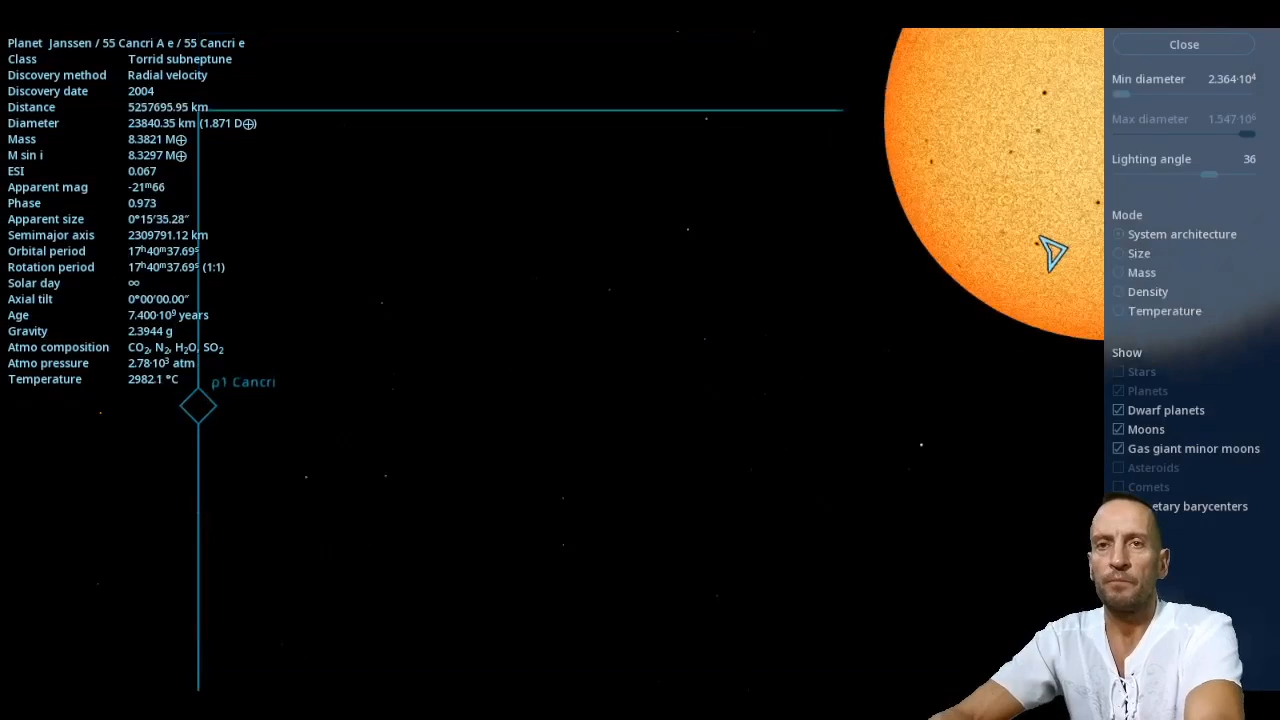 Planet Janssen / 55 Cancri A e / 55 Cancri e
Class Torrid subneptune
Discovery method Radial velocity
Discovery date 2004
Distance 5257695.95 km
Diameter 23840.35 km (1.871 D⊕)
Mass 8.3821 M⊕
M sin i 8.3297 M⊕
ESI 0.067
Apparent mag -21ᵐ66
Phase 0.973
Apparent size 0°15′35.28″
Semimajor axis 2309791.12 km
Orbital period 17ʰ40ᵐ37.69ˢ
Rotation period 17ʰ40ᵐ37.69ˢ (1:1)
Solar day ∞
Axial tilt 0°00′00.00″
Age 7.400·10⁹ years
Gravity 2.3944 g
Atmo composition CO₂, N₂, H₂O, SO₂
Atmo pressure 2.78·10³ atm
Temperature 2982.1 °C
ρ1 Cancri
Close
Min diameter 2.364·10⁴
Max diameter 1.547·10⁶
Lighting angle 36
Mode
System architecture
Size
Mass
Density
Temperature
Show
Stars
Planets
Dwarf planets
Moons
Gas giant minor moons
Asteroids
Comets
etary barycenters